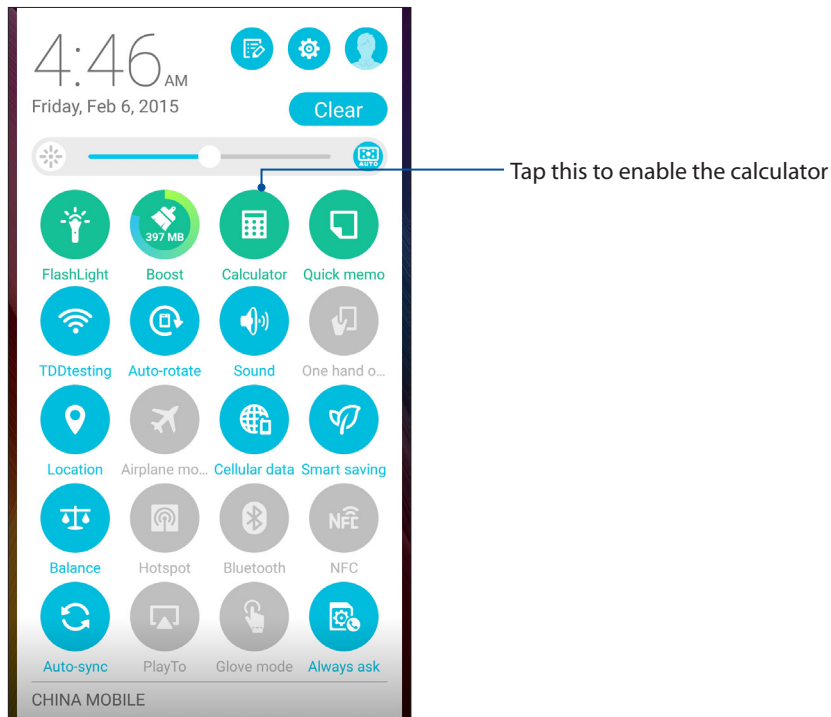 4:46 AM
Friday, Feb 6, 2015
Clear
AUTO
Tap this to enable the calculator
397 MB
FlashLight Boost Calculator Quick memo
TDDtesting Auto-rotate Sound One hand o...
Location Airplane mo... Cellular data Smart saving
NFC
Balance Hotspot Bluetooth NFC
Auto-sync PlayTo Glove mode Always ask
CHINA MOBILE